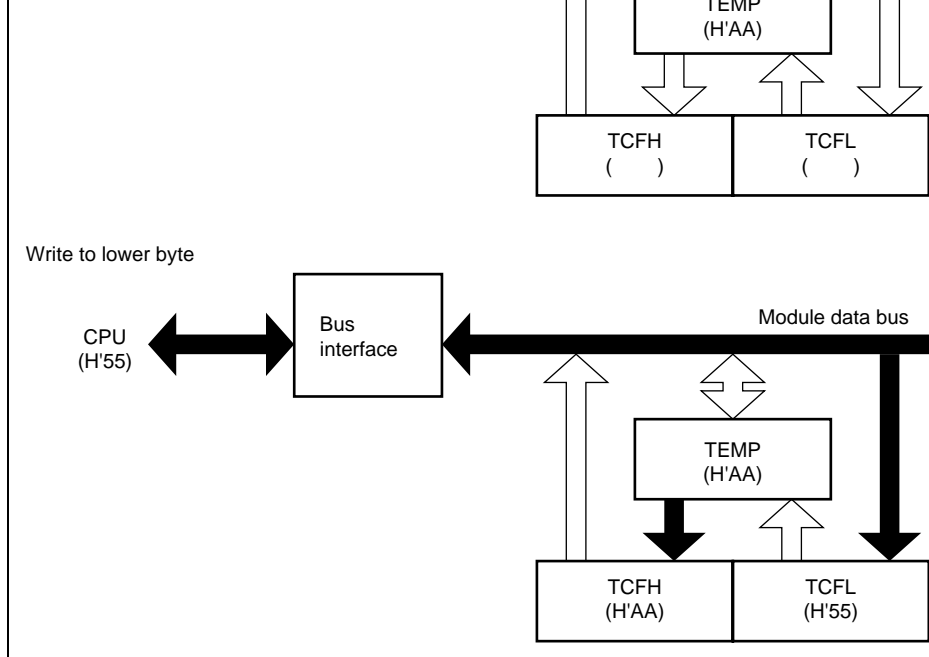 TEMP
(H'AA)
TCFH
(        )
TCFL
(        )
Write to lower byte
CPU
(H'55)
Bus
interface
Module data bus
TEMP
(H'AA)
TCFH
(H'AA)
TCFL
(H'55)